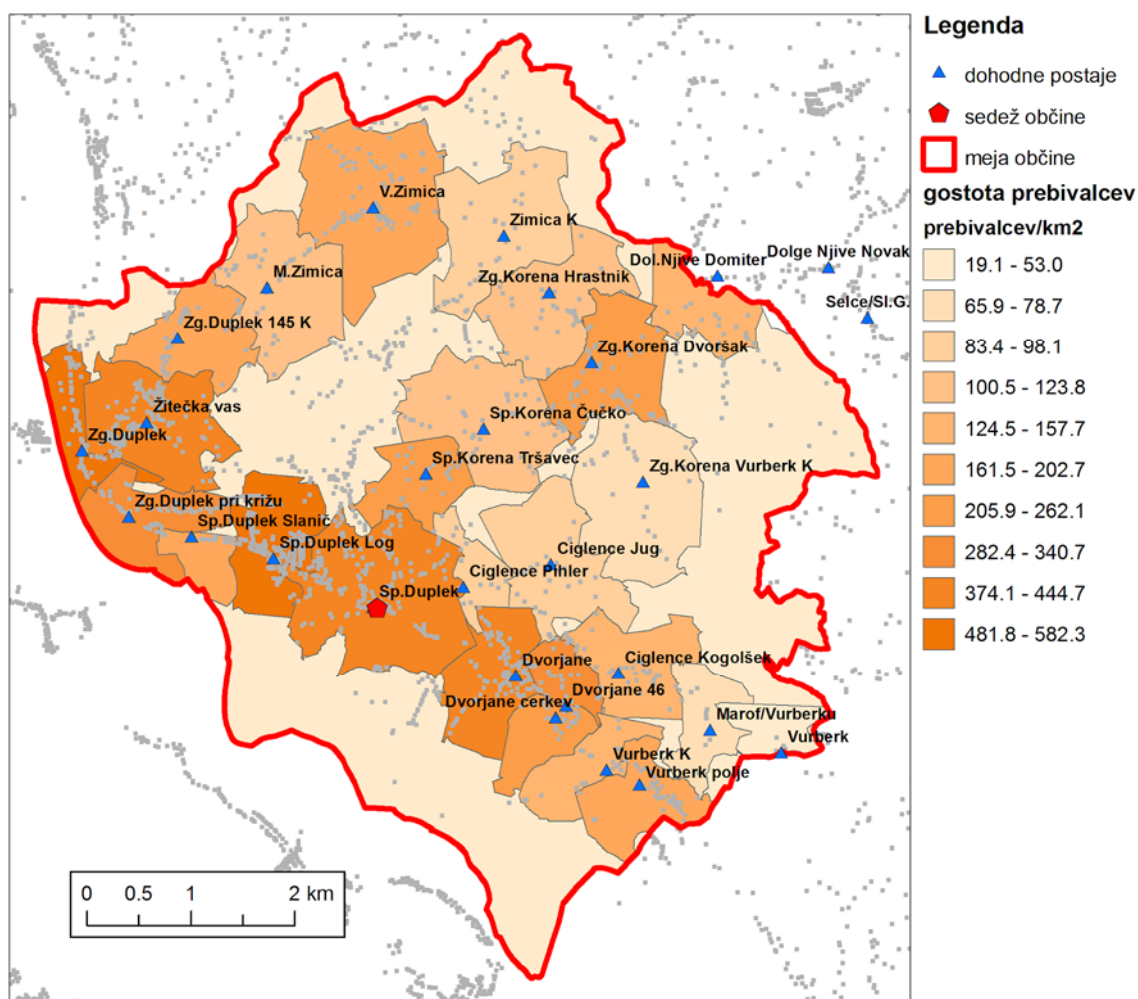 Legenda
dohodne postaje
sedež občine
meja občine
gostota prebivalcev
prebivalcev/km2
19.1 - 53.0
65.9 - 78.7
83.4 - 98.1
100.5 - 123.8
124.5 - 157.7
161.5 - 202.7
205.9 - 262.1
282.4 - 340.7
374.1 - 444.7
481.8 - 582.3
V.Zimica
Zimica K
Dolge Njive Novak
Dol.Njive Domiter
M.Zimica
Zg.Korena Hrastnik
Selce/Sl.G.
Zg.Duplek 145 K
Zg.Korena Dvoršak
Žitečka vas
Sp.Korena Čučko
Zg.Duplek
Sp.Korena Tršavec
Zg.Korena Vurberk K
Zg.Duplek pri križu
Sp.Duplek Slanič
Sp.Duplek Log
Ciglence Jug
Ciglence Pihler
Sp.Duplek
Dvorjane
Ciglence Kogolšek
Dvorjane 46
Dvorjane cerkev
Marof/Vurberku
Vurberk
Vurberk K
Vurberk polje
0 0.5 1 2 km